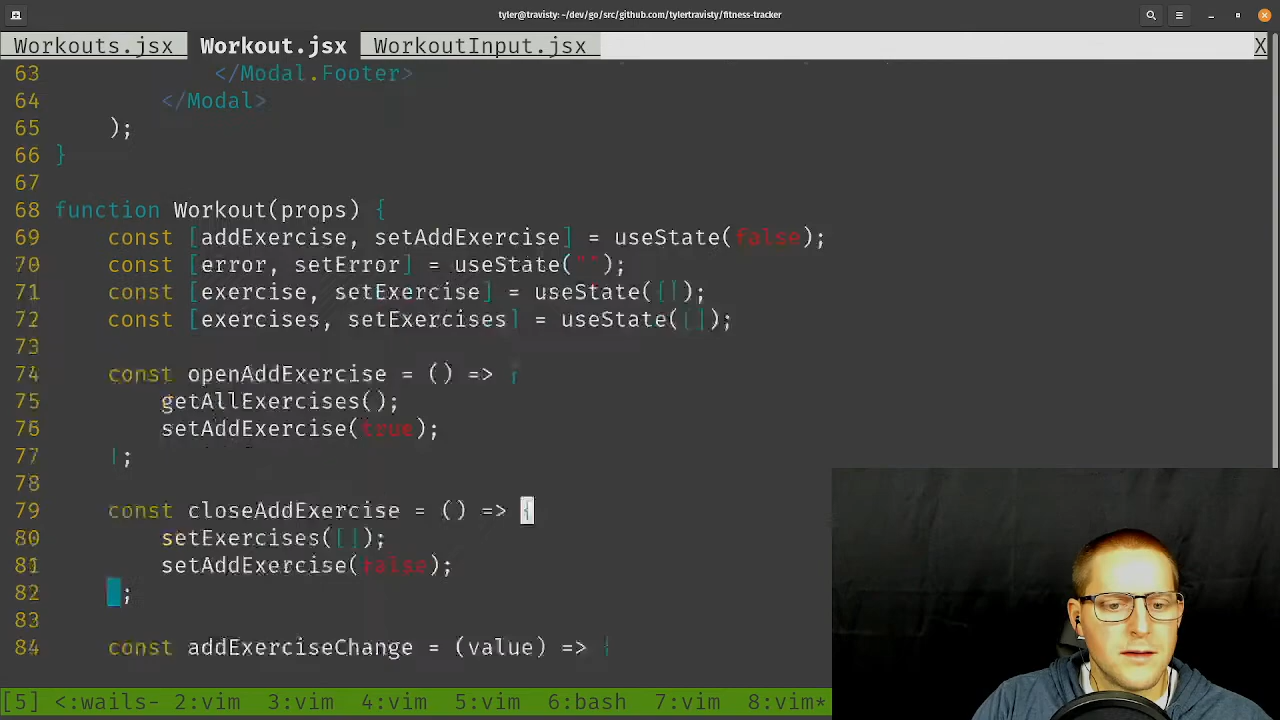 tyler@travisty:~/dev/go/src/github.com/tylertravisty/fitness-tracker
Workouts.jsx Workout.jsx WorkoutInput.jsx X
63 </Modal.Footer>
64 </Modal>
65 );
66 }
67
68 function Workout(props) {
69 const [addExercise, setAddExercise] = useState(false);
70 const [error, setError] = useState("");
71 const [exercise, setExercise] = useState({});
72 const [exercises, setExercises] = useState([]);
73
74 const openAddExercise = () => {
75 getAllExercises();
76 setAddExercise(true);
77 };
78
79 const closeAddExercise = () => {
80 setExercises([]);
81 setAddExercise(false);
82 };
83
84 const addExerciseChange = (value) => {
[5] <:wails- 2:vim 3:vim 4:vim 5:vim 6:bash 7:vim 8:vim*